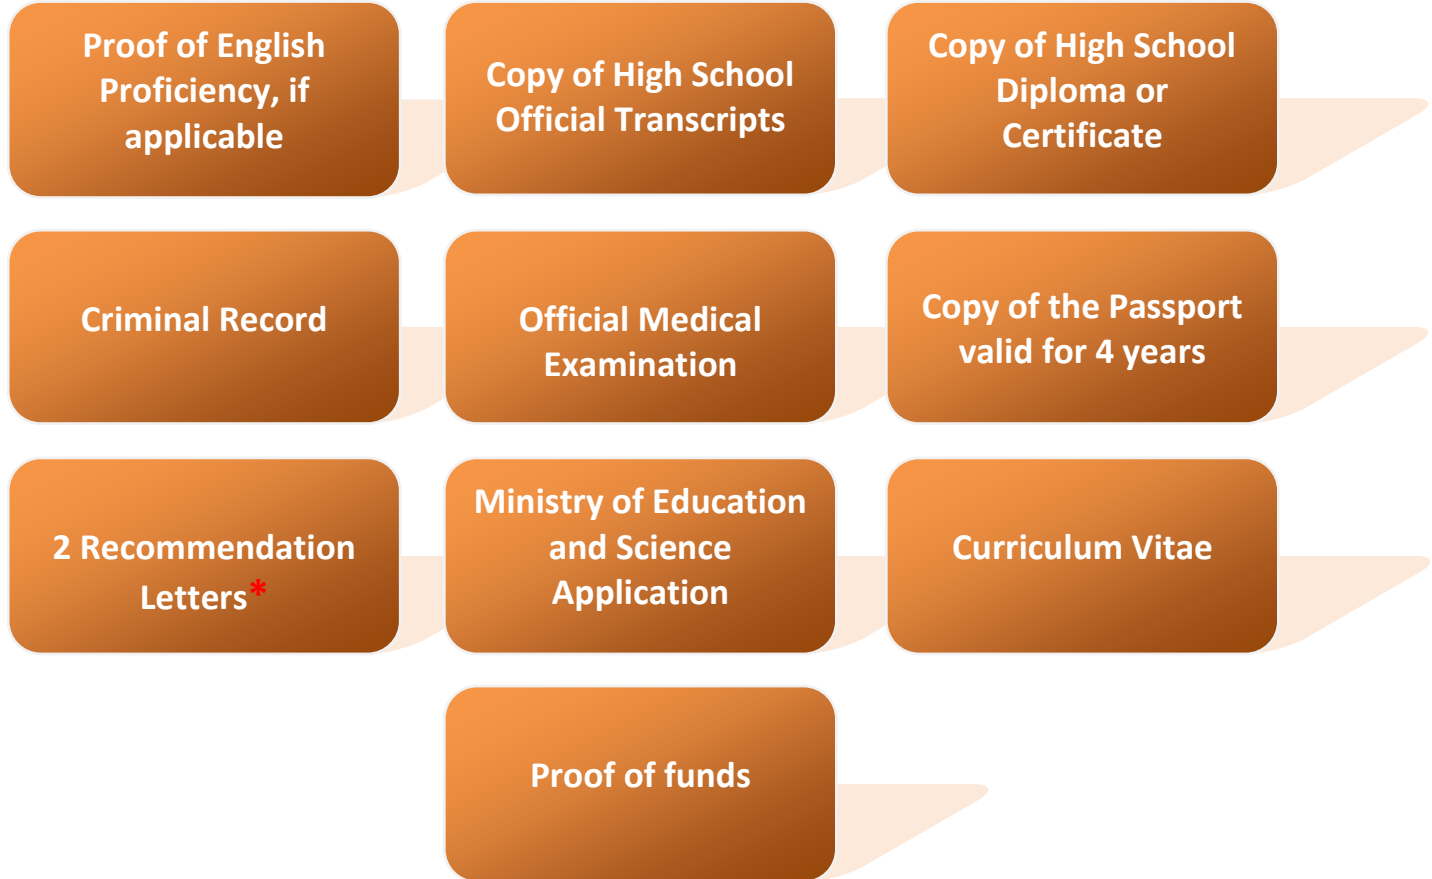 Proof of English
Proficiency, if
applicable
Copy of High School
Official Transcripts
Copy of High School
Diploma or
Certificate
Criminal Record
Official Medical
Examination
Copy of the Passport
valid for 4 years
2 Recommendation
Letters*
Ministry of Education
and Science
Application
Curriculum Vitae
Proof of funds